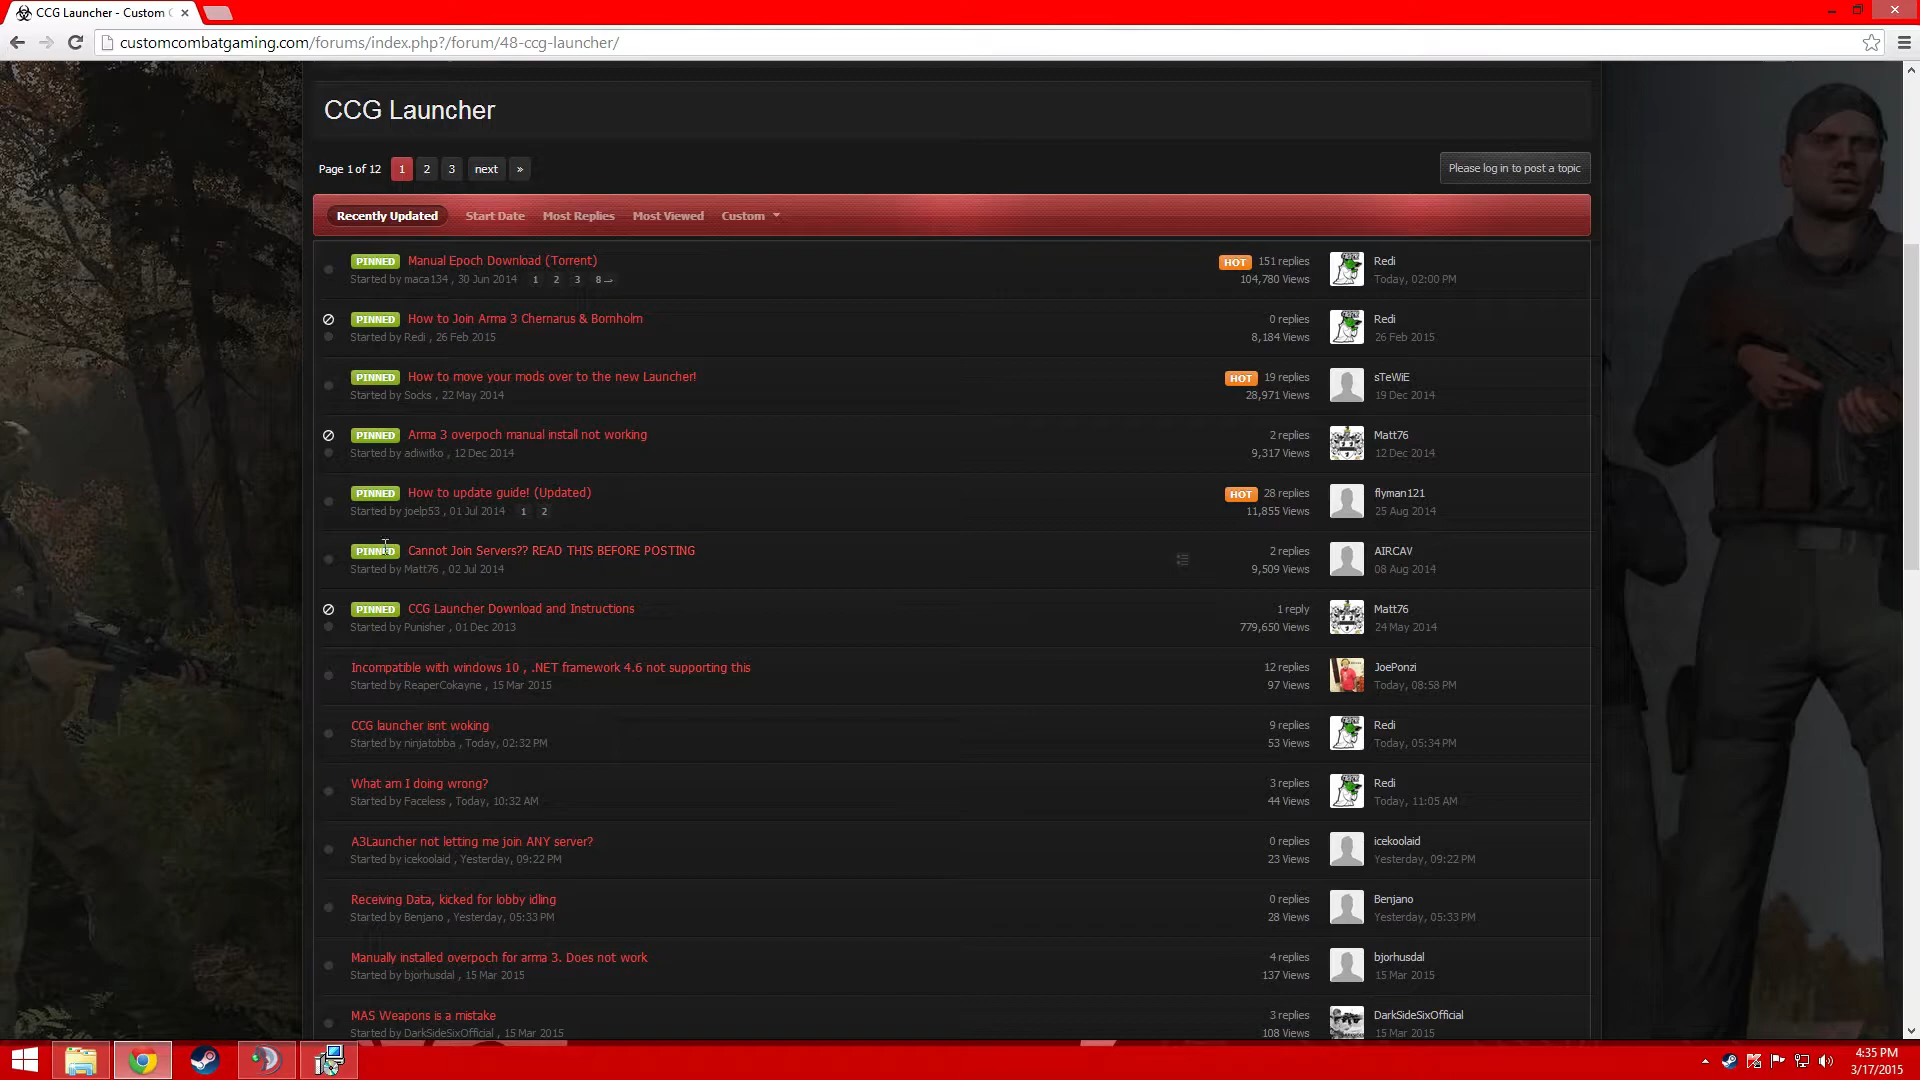 CCG Launcher - Custom C
customcombatgaming.com/forums/index.php?/forum/48-ccg-launcher/
CCG Launcher
Page 1 of 12 1 2 3 next »
Please log in to post a topic
Recently Updated Start Date Most Replies Most Viewed Custom
PINNED Manual Epoch Download (Torrent) HOT 151 replies Redi
Started by maca134 , 30 Jun 2014 1 2 3 8→ 104,780 Views Today, 02:00 PM
PINNED How to Join Arma 3 Chernarus & Bornholm 0 replies Redi
Started by Redi , 26 Feb 2015 8,184 Views 26 Feb 2015
PINNED How to move your mods over to the new Launcher! HOT 19 replies sTeWiE
Started by Socks , 22 May 2014 28,971 Views 19 Dec 2014
PINNED Arma 3 overpoch manual install not working 2 replies Matt76
Started by adiwitko , 12 Dec 2014 9,317 Views 12 Dec 2014
PINNED How to update guide! (Updated) HOT 28 replies flyman121
Started by joelp53 , 01 Jul 2014 1 2 11,855 Views 25 Aug 2014
PINNED Cannot Join Servers?? READ THIS BEFORE POSTING 2 replies AIRCAV
Started by Matt76 , 02 Jul 2014 9,509 Views 08 Aug 2014
PINNED CCG Launcher Download and Instructions 1 reply Matt76
Started by Punisher , 01 Dec 2013 779,650 Views 24 May 2014
Incompatible with windows 10 , .NET framework 4.6 not supporting this 12 replies JoePonzi
Started by ReaperCokayne , 15 Mar 2015 97 Views Today, 08:58 PM
CCG launcher isnt woking 9 replies Redi
Started by ninjatobba , Today, 02:32 PM 53 Views Today, 05:34 PM
What am I doing wrong? 3 replies Redi
Started by Faceless , Today, 10:32 AM 44 Views Today, 11:05 AM
A3Launcher not letting me join ANY server? 0 replies icekoolaid
Started by icekoolaid , Yesterday, 09:22 PM 23 Views Yesterday, 09:22 PM
Receiving Data, kicked for lobby idling 0 replies Benjano
Started by Benjano , Yesterday, 05:33 PM 28 Views Yesterday, 05:33 PM
Manually installed overpoch for arma 3. Does not work 4 replies bjorhusdal
Started by bjorhusdal , 15 Mar 2015 137 Views 15 Mar 2015
MAS Weapons is a mistake 3 replies DarkSideSixOfficial
Started by DarkSideSixOfficial , 15 Mar 2015 108 Views 15 Mar 2015
4:35 PM
3/17/2015